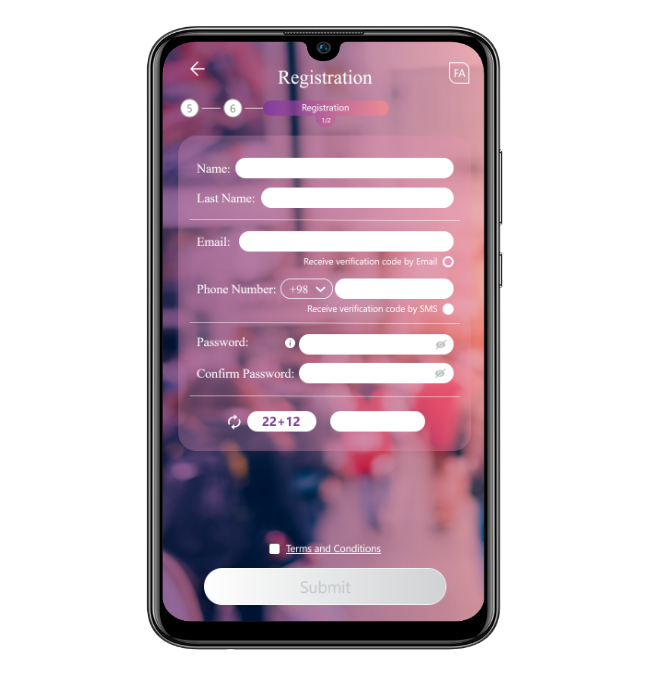 Registration
FA
5
6
Registration
1/2
Name:
Last Name:
Email:
Receive verification code by Email
Phone Number:
+98
Receive verification code by SMS
Password:
i
Confirm Password:
22+12
Terms and Conditions
Submit